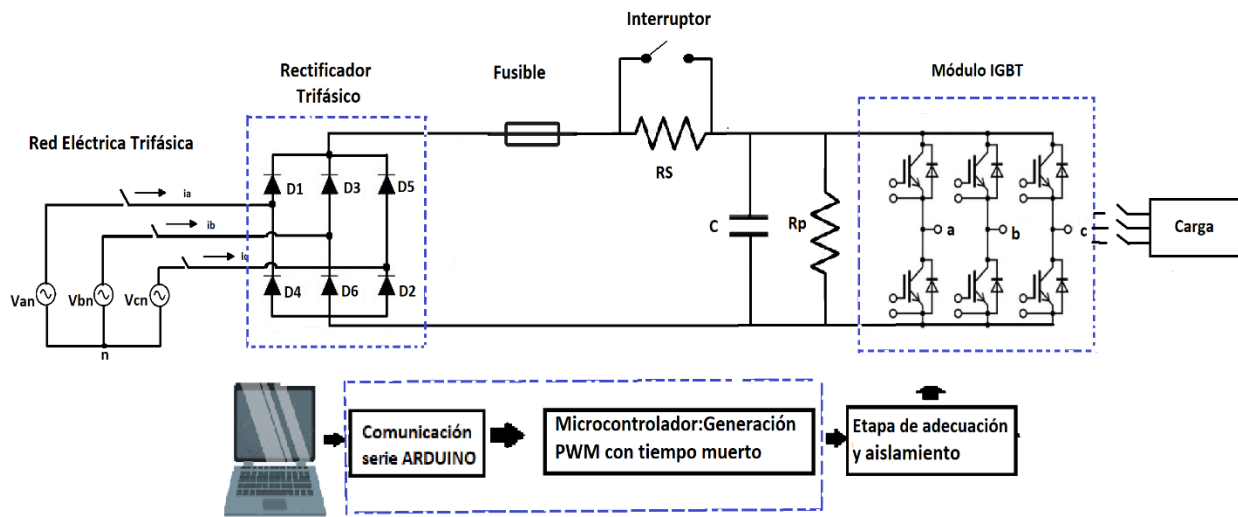 Interruptor
Rectificador
Trifásico
Fusible
Módulo IGBT
Red Eléctrica Trifásica
RS
D1
D3
D5
ia
ib
Van
Vbn
Vcn
n
D4
D6
D2
C
Rp
a
b
c
Carga
Comunicación
serie ARDUINO
Microcontrolador:Generación
PWM con tiempo muerto
Etapa de adecuación
y aislamiento